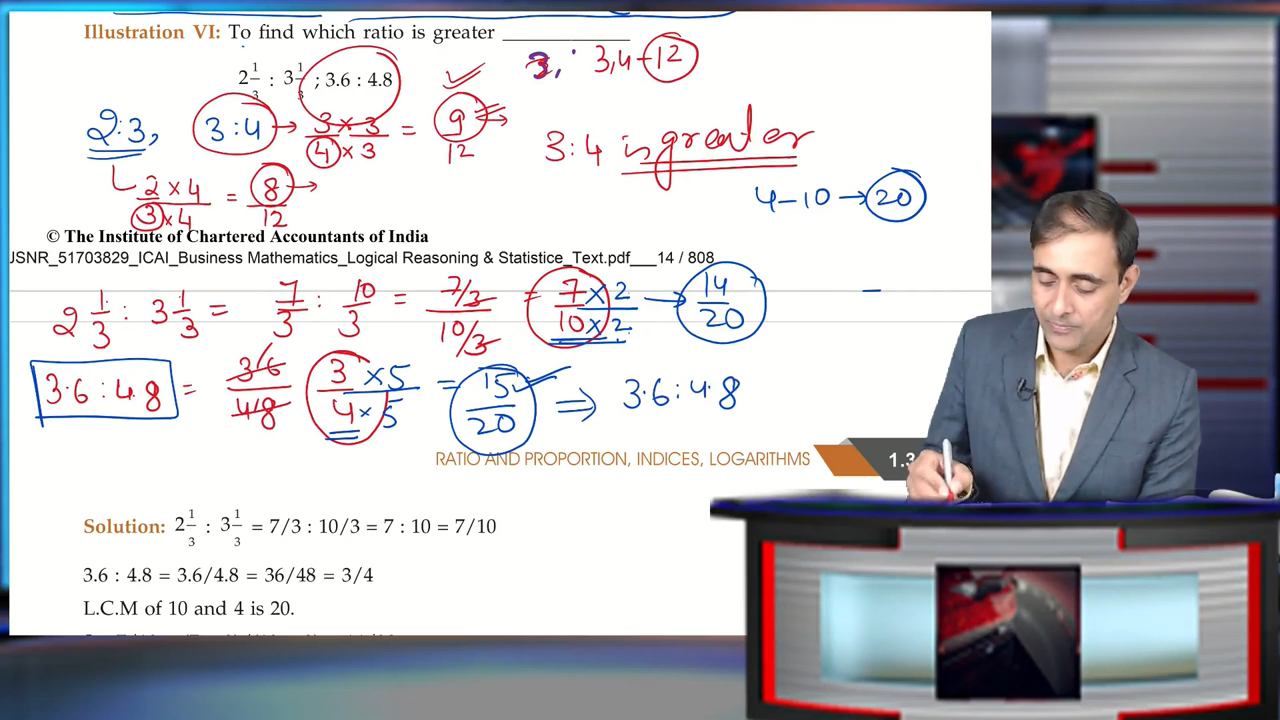 Illustration VI: To find which ratio is greater ____________
2 1/3 : 3 1/3 ; 3.6 : 4.8
3,4-12
2:3, 3:4 → 3×3/4×3 = 9/12
3:4 is greater
2×4/3×4 = 8/12 →
4-10 → 20
© The Institute of Chartered Accountants of India
JSNR_51703829_ICAI_Business Mathematics_Logical Reasoning & Statistice_Text.pdf___14 / 808
2 1/3 : 3 1/3 = 7/3 : 10/3 = 7/3/10/3 = 7×2/10×2 → 14/20
3.6 : 4.8 = 36/48 3×5/4×5 = 15/20 ⇒ 3.6 : 4.8
RATIO AND PROPORTION, INDICES, LOGARITHMS 1.3
Solution: 2 1/3 : 3 1/3 = 7/3 : 10/3 = 7 : 10 = 7/10
3.6 : 4.8 = 3.6/4.8 = 36/48 = 3/4
L.C.M of 10 and 4 is 20.